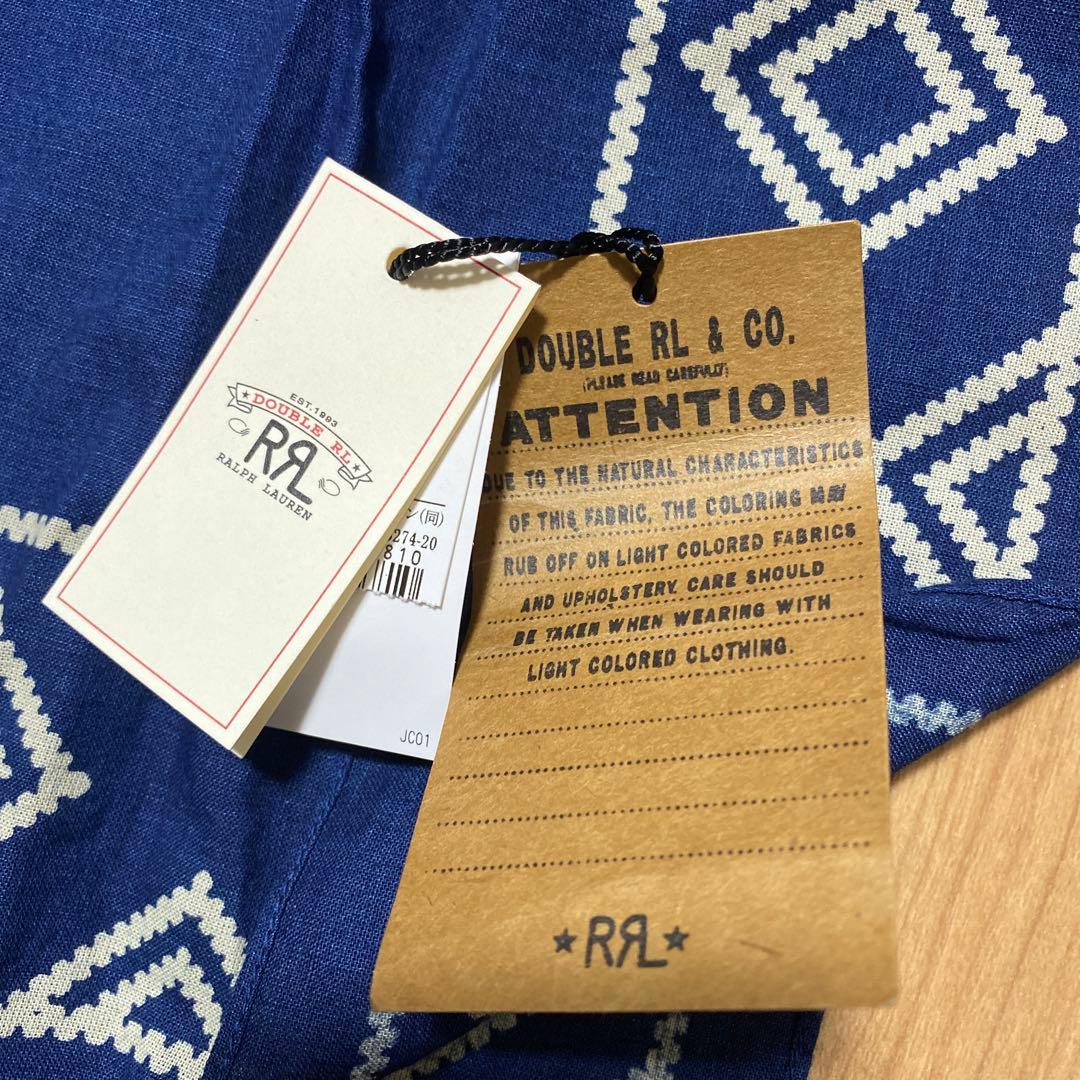 EST.1993
DOUBLE RL
RRL
RALPH LAUREN
ン(同)
274-20
810
JC01
DOUBLE RL & CO.
(PLEASE READ CAREFULLY)
ATTENTION
DUE TO THE NATURAL CHARACTERISTICS
OF THIS FABRIC, THE COLORING MAY
RUB OFF ON LIGHT COLORED FABRICS
AND UPHOLSTERY. CARE SHOULD
BE TAKEN WHEN WEARING WITH
LIGHT COLORED CLOTHING.
RRL